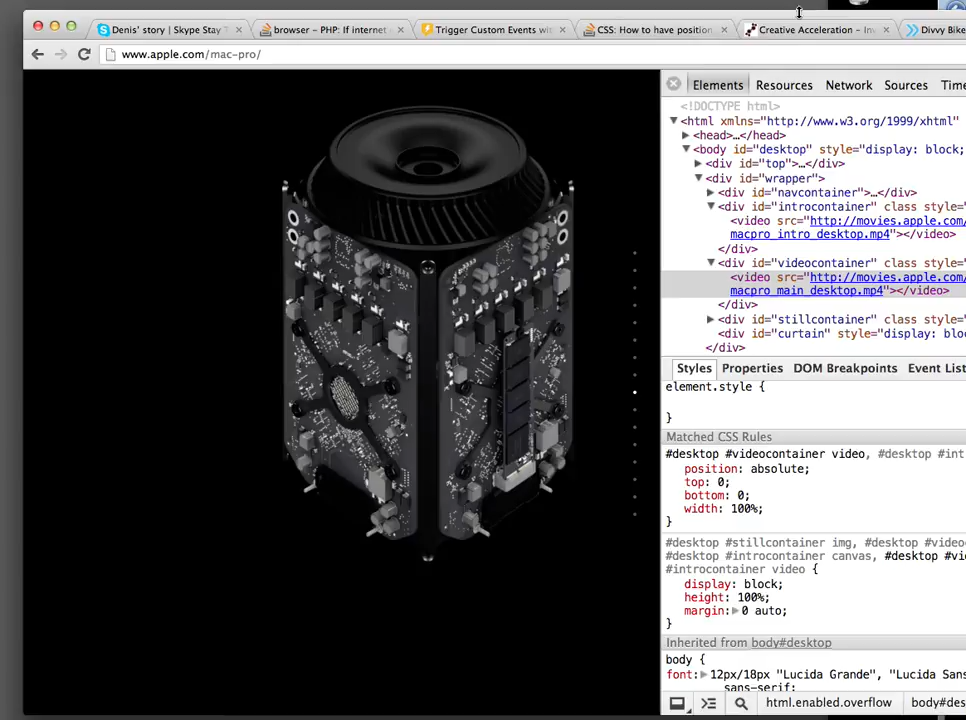 Denis' story | Skype Stay T
browser – PHP: If internet
Trigger Custom Events wit
CSS: How to have position
Creative Acceleration – Inv
Divvy Bike
www.apple.com/mac-pro/
Elements Resources Network Sources Time
<!DOCTYPE html>
▼<html xmlns="http://www.w3.org/1999/xhtml"
▶<head>…</head>
▼<body id="desktop" style="display: block;
▶<div id="top">…</div>
▼<div id="wrapper">
▶<div id="navcontainer">…</div>
▼<div id="introcontainer" class style=
<video src="http://movies.apple.com/
macpro_intro_desktop.mp4"></video>
</div>
▼<div id="videocontainer" class style=
<video src="http://movies.apple.com/
macpro_main_desktop.mp4"></video>
</div>
▶<div id="stillcontainer" class style=
<div id="curtain" style="display: bloc
</div>
Styles Properties DOM Breakpoints Event List
element.style {
}
Matched CSS Rules
#desktop #videocontainer video, #desktop #int
position: absolute;
top: 0;
bottom: 0;
width: 100%;
}
#desktop #stillcontainer img, #desktop #video
#desktop #introcontainer canvas, #desktop #vi
#introcontainer video {
display: block;
height: 100%;
margin:▶0 auto;
}
Inherited from body#desktop
body {
font:▶12px/18px "Lucida Grande", "Lucida Sans
sans-serif;
html.enabled.overflow body#des